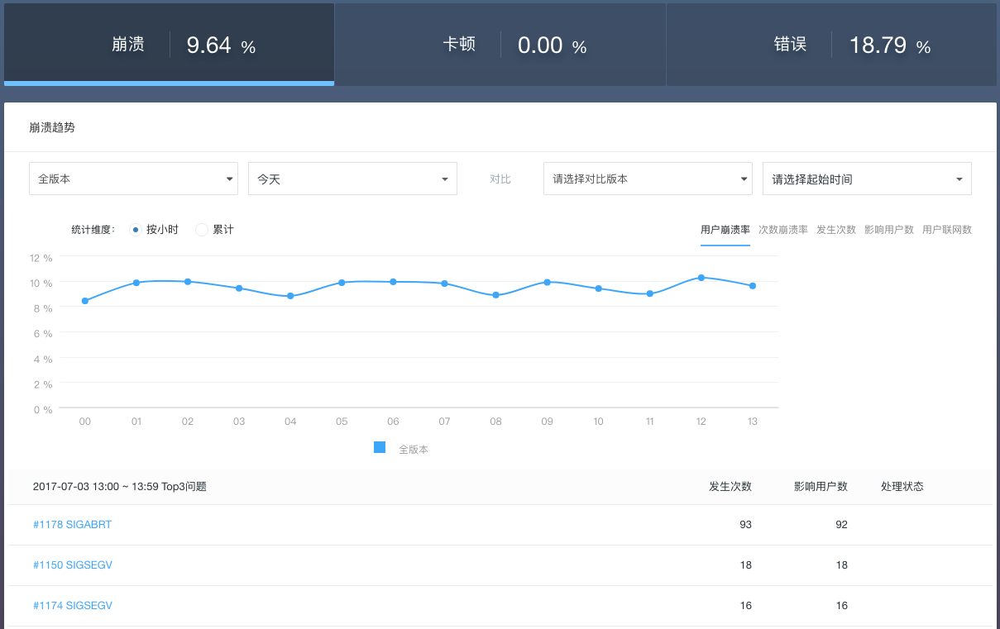 崩溃 9.64 % 卡顿 0.00 % 错误 18.79 %
崩溃趋势
全版本 今天 对比 请选择对比版本 请选择起始时间
统计维度: 按小时 累计 用户崩溃率 次数崩溃率 发生次数 影响用户数 用户联网数
12 %
10 %
8 %
6 %
4 %
2 %
0 %
00 01 02 03 04 05 06 07 08 09 10 11 12 13
全版本
2017-07-03 13:00 ~ 13:59 Top3问题 发生次数 影响用户数 处理状态
#1178 SIGABRT 93 92
#1150 SIGSEGV 18 18
#1174 SIGSEGV 16 16